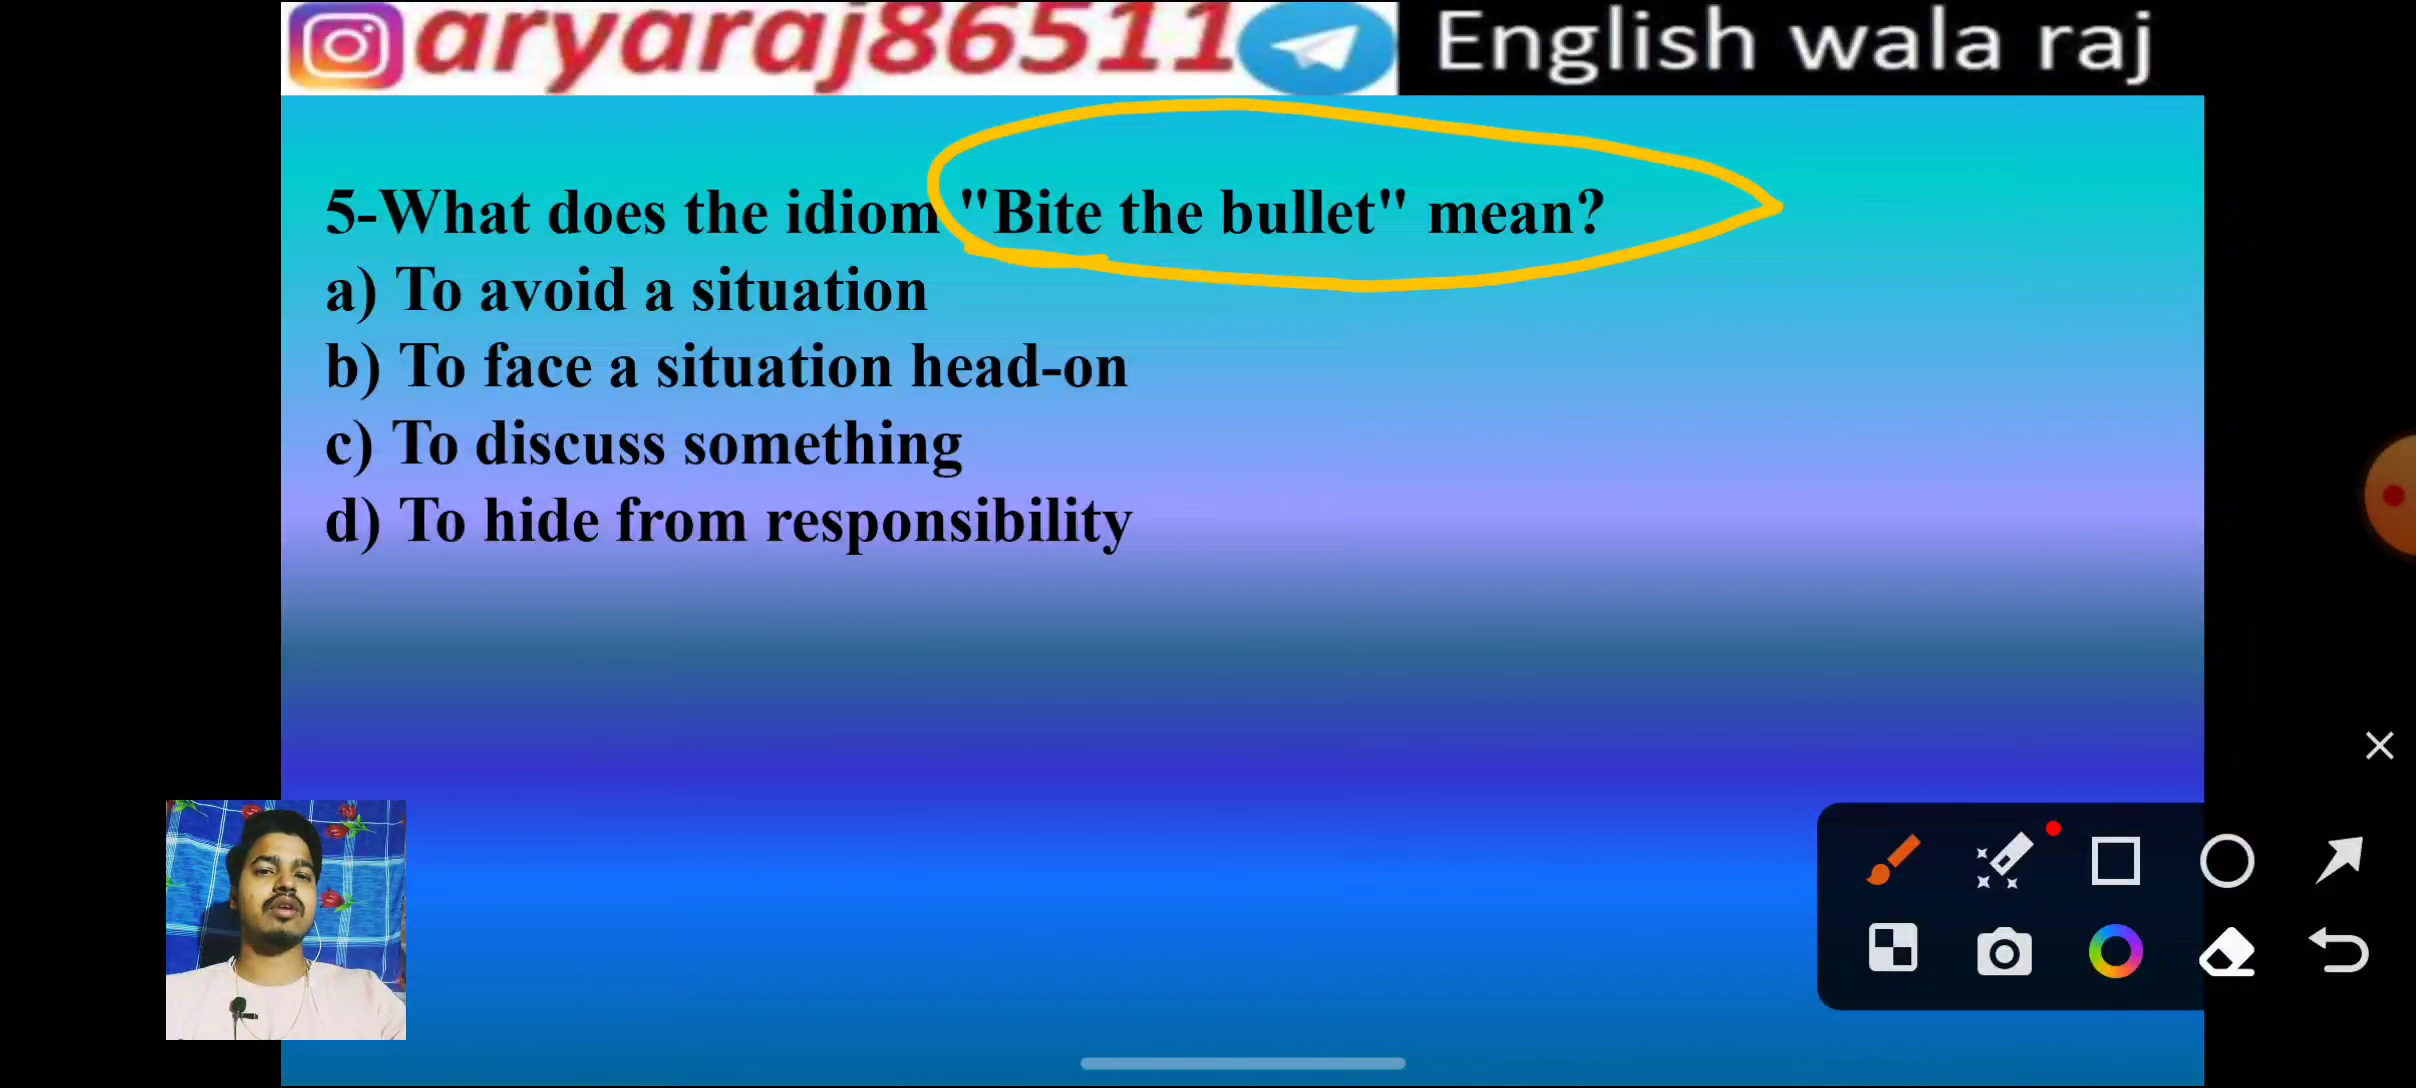 aryaraj86511 English wala raj
5-What does the idiom "Bite the bullet" mean?
a) To avoid a situation
b) To face a situation head-on
c) To discuss something
d) To hide from responsibility